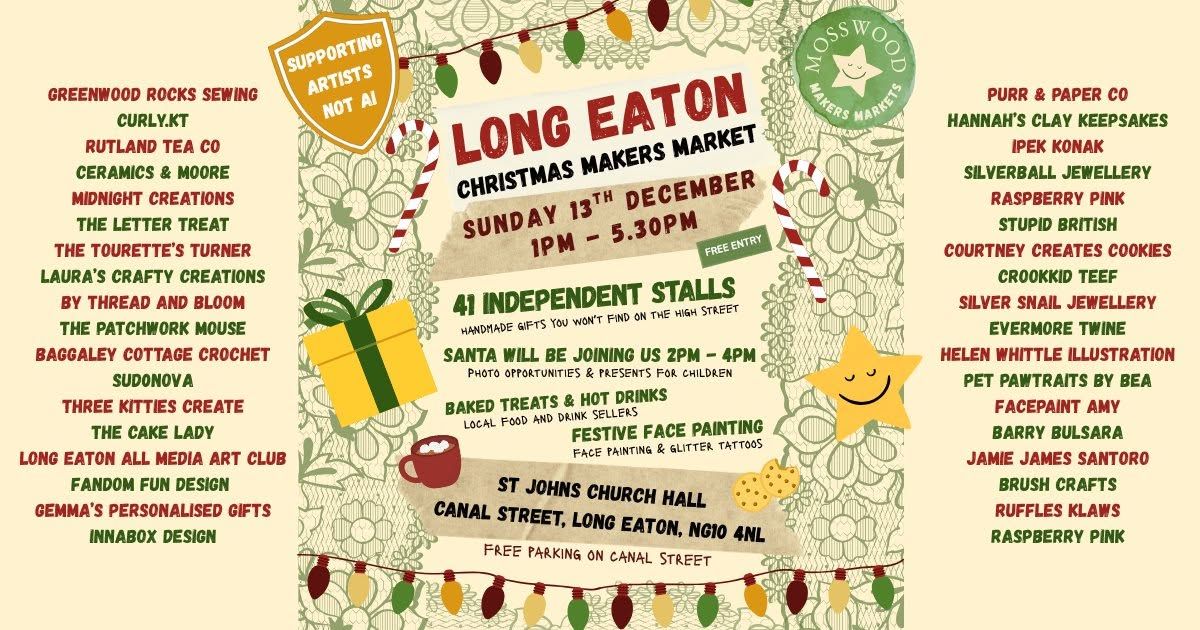 GREENWOOD ROCKS SEWING
CURLY.KT
RUTLAND TEA CO
CERAMICS & MOORE
MIDNIGHT CREATIONS
THE LETTER TREAT
THE TOURETTE'S TURNER
LAURA'S CRAFTY CREATIONS
BY THREAD AND BLOOM
THE PATCHWORK MOUSE
BAGGALEY COTTAGE CROCHET
SUDONOVA
THREE KITTIES CREATE
THE CAKE LADY
LONG EATON ALL MEDIA ART CLUB
FANDOM FUN DESIGN
GEMMA'S PERSONALISED GIFTS
INNABOX DESIGN
SUPPORTING
ARTISTS
NOT AI
MOSSWOOD
MAKERS MARKETS
LONG EATON
CHRISTMAS MAKERS MARKET
SUNDAY 13TH DECEMBER
1PM - 5.30PM
FREE ENTRY
41 INDEPENDENT STALLS
HANDMADE GIFTS YOU WON'T FIND ON THE HIGH STREET
SANTA WILL BE JOINING US 2PM - 4PM
PHOTO OPPORTUNITIES & PRESENTS FOR CHILDREN
BAKED TREATS & HOT DRINKS
LOCAL FOOD AND DRINK SELLERS
FESTIVE FACE PAINTING
FACE PAINTING & GLITTER TATTOOS
ST JOHNS CHURCH HALL
CANAL STREET, LONG EATON, NG10 4NL
FREE PARKING ON CANAL STREET
PURR & PAPER CO
HANNAH'S CLAY KEEPSAKES
IPEK KONAK
SILVERBALL JEWELLERY
RASPBERRY PINK
STUPID BRITISH
COURTNEY CREATES COOKIES
CROOKKID TEEF
SILVER SNAIL JEWELLERY
EVERMORE TWINE
HELEN WHITTLE ILLUSTRATION
PET PAWTRAITS BY BEA
FACEPAINT AMY
BARRY BULSARA
JAMIE JAMES SANTORO
BRUSH CRAFTS
RUFFLES KLAWS
RASPBERRY PINK